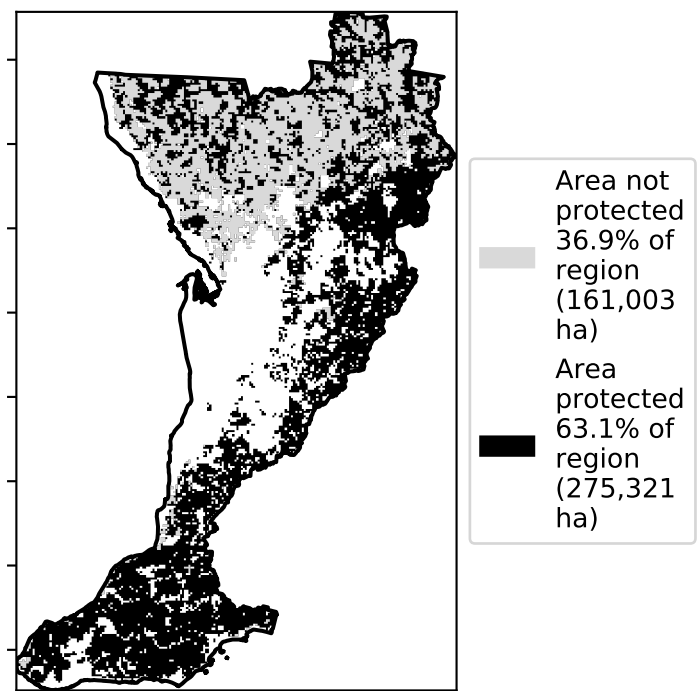 Area not
protected
36.9% of
region
(161,003
ha)
Area
protected
63.1% of
region
(275,321
ha)